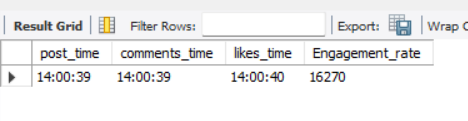 Result Grid Filter Rows: Export: Wrap C
post_time comments_time likes_time Engagement_rate
14:00:39 14:00:39 14:00:40 16270